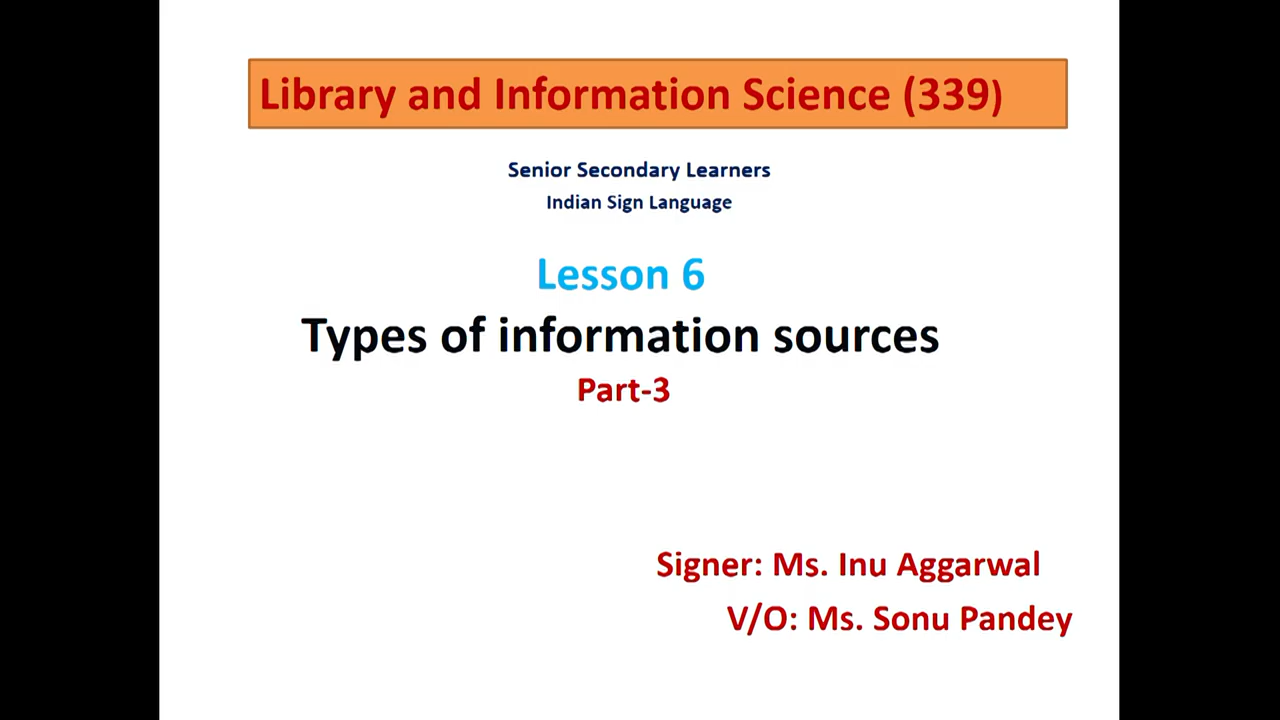 Library and Information Science (339)
Senior Secondary Learners
Indian Sign Language
Lesson 6
Types of information sources
Part-3
Signer: Ms. Inu Aggarwal
V/O: Ms. Sonu Pandey